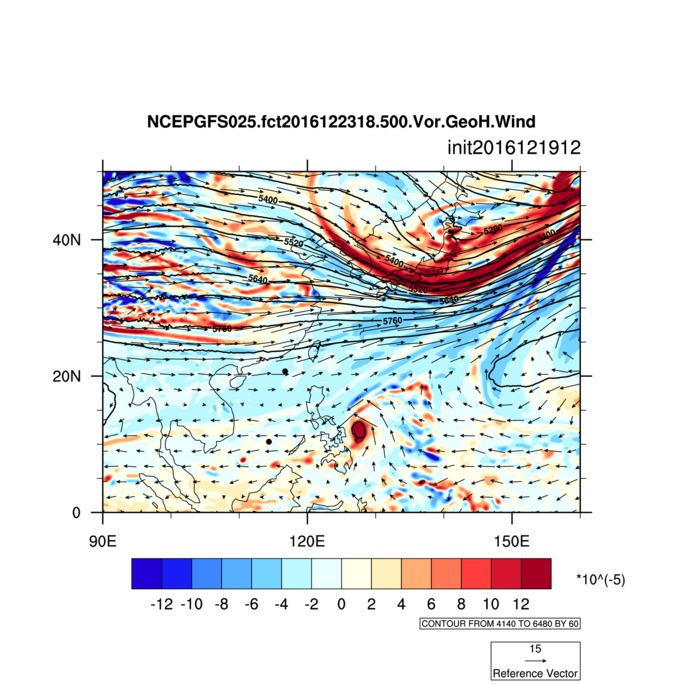 NCEPGFS025.fct2016122318.500.Vor.GeoH.Wind
init2016121912
5400
5280
40N
5520
5400
400
5640
5520
5640
5760
5760
20N
0
90E 120E 150E
-12 -10 -8 -6 -4 -2 0 2 4 6 8 10 12
*10^(-5)
CONTOUR FROM 4140 TO 6480 BY 60
15
Reference Vector